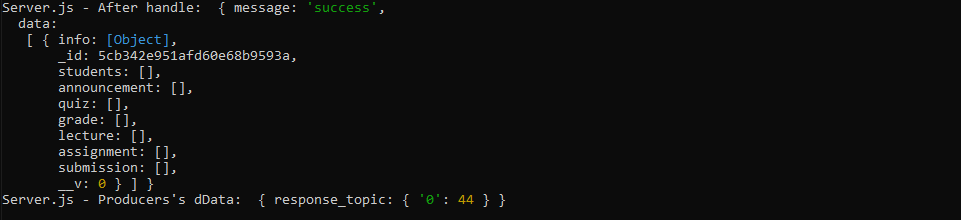 Server.js - After handle:  { message: 'success',
  data:
   [ { info: [Object],
       _id: 5cb342e951afd60e68b9593a,
       students: [],
       announcement: [],
       quiz: [],
       grade: [],
       lecture: [],
       assignment: [],
       submission: [],
       __v: 0 } ] }
Server.js - Producers's dData:  { response_topic: { '0': 44 } }